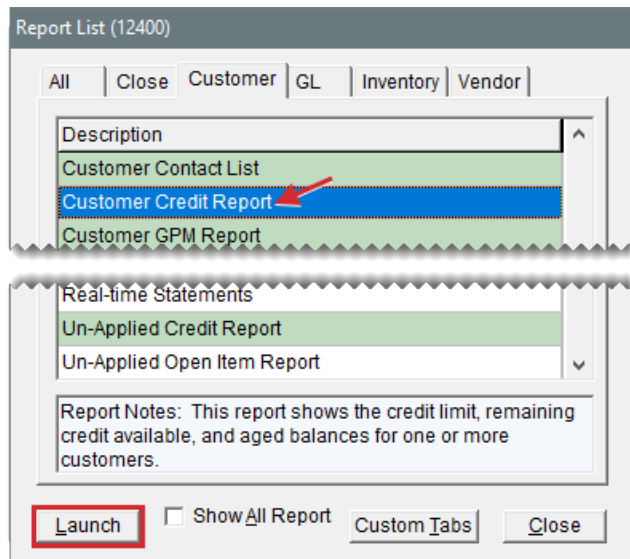 Report List (12400)
All Close Customer GL Inventory Vendor
Description
Customer Contact List
Customer Credit Report
Customer GPM Report
Real-time Statements
Un-Applied Credit Report
Un-Applied Open Item Report
Report Notes: This report shows the credit limit, remaining
credit available, and aged balances for one or more
customers.
Launch Show All Report Custom Tabs Close